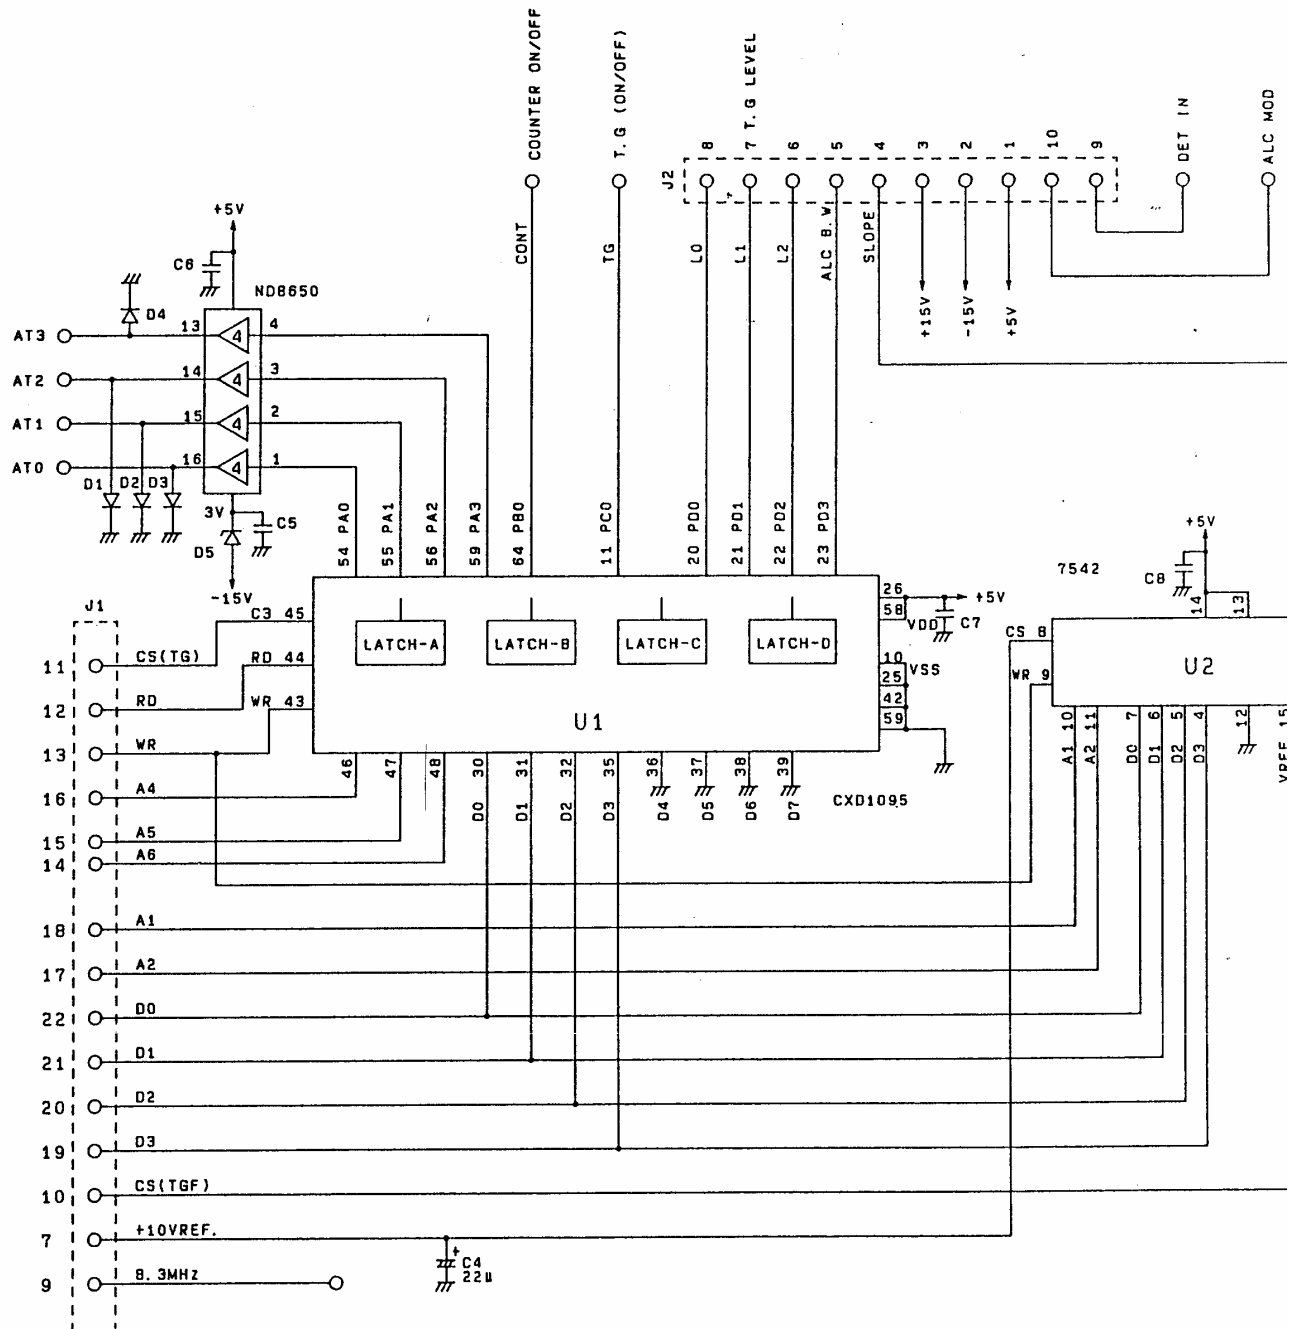 COUNTER ON/OFF
T.G (ON/OFF)
J2
8
7 T.G LEVEL
6
5
4
3
2
1
10
9
DET IN
ALC MOD
CONT
TG
L0
L1
L2
ALC B.W
SLOPE
+15V
-15V
+5V
+5V
C6
ND8650
D4
AT3
13
4
4
AT2
14
4
3
AT1
15
4
2
AT0
16
4
1
D1
D2
D3
3V
C5
D5
-15V
54 PA0
55 PA1
56 PA2
59 PA3
64 PB0
11 PC0
20 PD0
21 PD1
22 PD2
23 PD3
LATCH-A
LATCH-B
LATCH-C
LATCH-D
U1
26
58
VDD
+5V
C7
10
25
42
59
VSS
CXD1095
7542
+5V
C8
14
13
CS 8
WR 9
U2
A1 10
A2 11
D0 7
D1 6
D2 5
D3 4
12
VREF 15
J1
C3 45
11
CS(TG)
RD 44
12
RD
WR 43
13
WR
46
47
48
30
31
32
35
36
37
38
39
D0
D1
D2
D3
D4
D5
D6
D7
16
A4
15
A5
14
A6
18
A1
17
A2
22
D0
21
D1
20
D2
19
D3
10
CS(TGF)
7
+10VREF.
+
C4
22u
9
8.3MHz